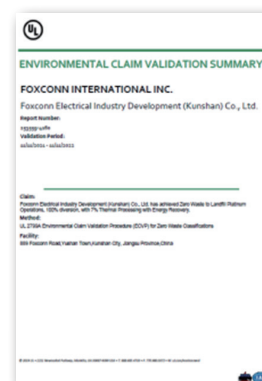 UL
ENVIRONMENTAL CLAIM VALIDATION SUMMARY
FOXCONN INTERNATIONAL INC.
Foxconn Electrical Industry Development (Kunshan) Co., Ltd.
Report Number:
Validation Period:
Claim:
Foxconn Electrical Industry Development (Kunshan) Co., Ltd. has achieved Zero Waste to Landfill Platinum
Operations, 100% diversion, with 7% Thermal Processing with Energy Recovery.
Method:
UL 2799A Environmental Claim Validation Procedure (ECVP) for Zero Waste Classifications
Facility:
Foxconn Road, Yushan Town, Kunshan City, Jiangsu Province, China